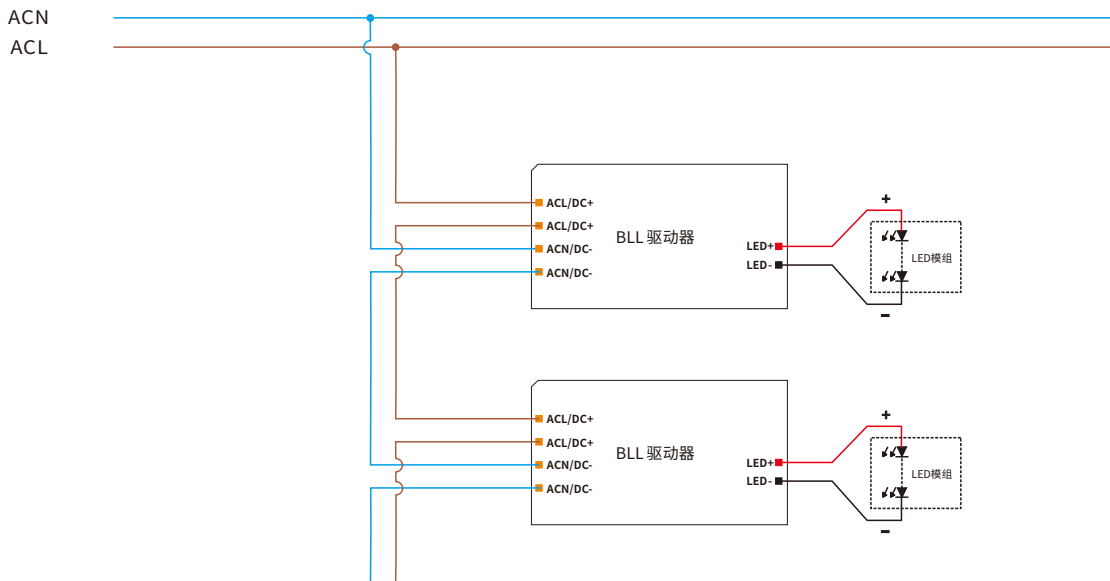 ACN
ACL
ACL/DC+
ACL/DC+
BLL 驱动器
ACN/DC-
ACN/DC-
LED+
LED-
+
LED模组
-
ACL/DC+
ACL/DC+
BLL 驱动器
ACN/DC-
ACN/DC-
LED+
LED-
+
LED模组
-